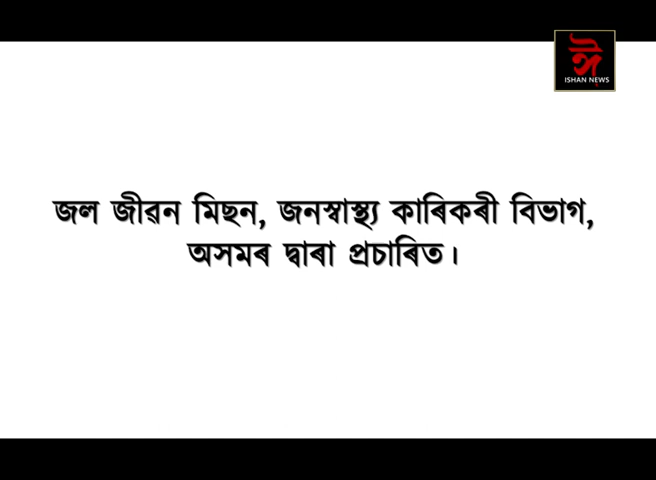 ঈ
ISHAN NEWS
জল জীৱন মিছন, জনস্বাস্থ্য কাৰিকৰী বিভাগ,
অসমৰ দ্বাৰা প্ৰচাৰিত।